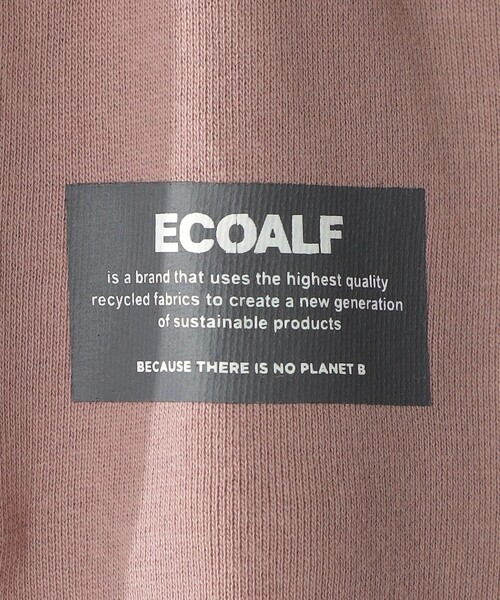 ECOALF
is a brand that uses the highest quality
recycled fabrics to create a new generation
of sustainable products
BECAUSE THERE IS NO PLANET B